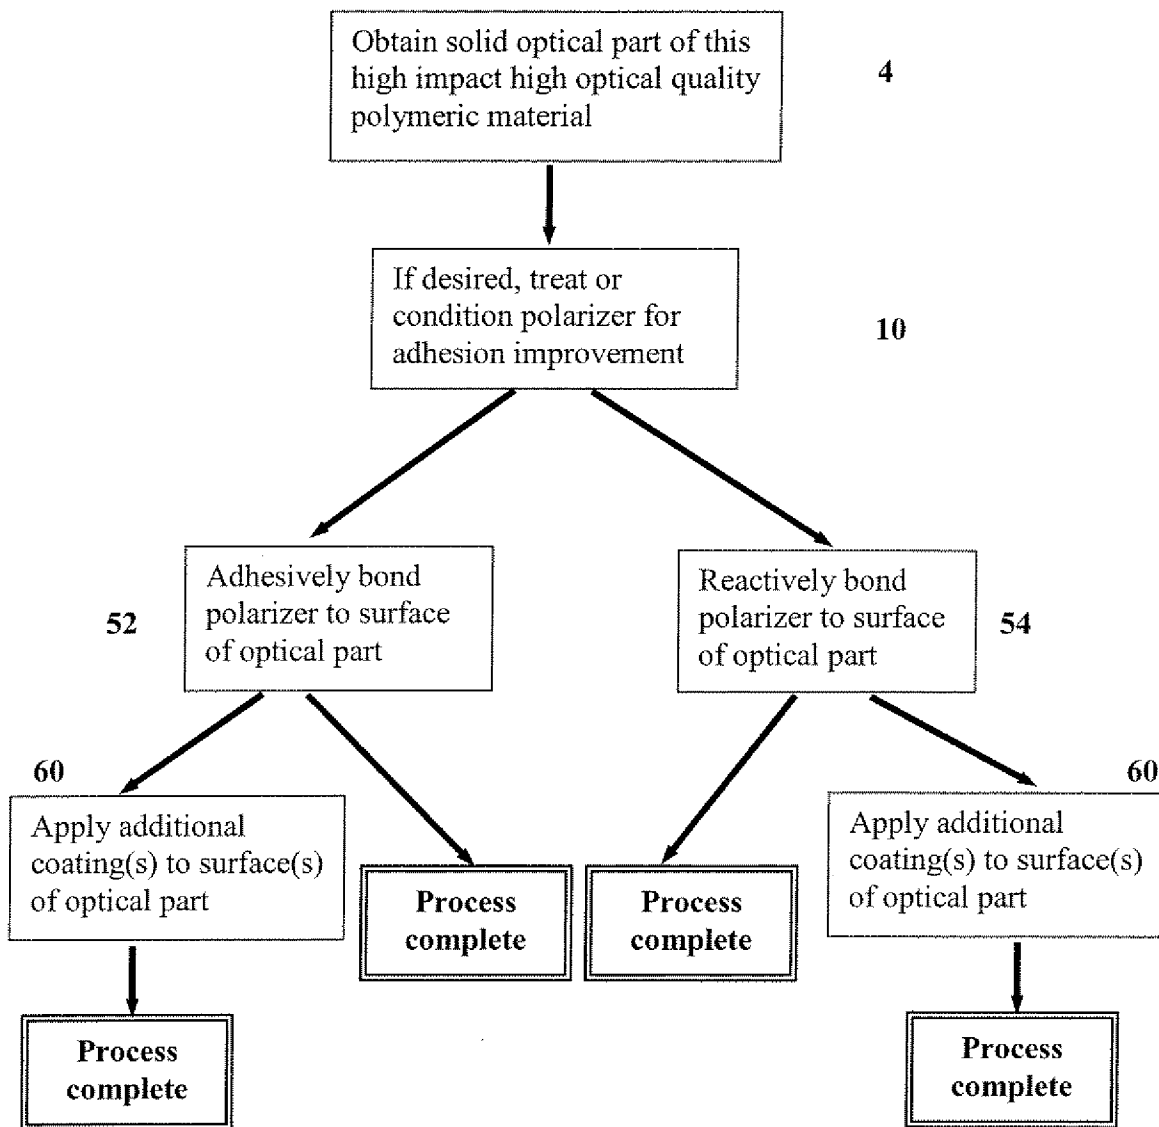 Obtain solid optical part of this
high impact high optical quality
polymeric material
4
If desired, treat or
condition polarizer for
adhesion improvement
10
52
Adhesively bond
polarizer to surface
of optical part
Reactively bond
polarizer to surface
of optical part
54
60
Apply additional
coating(s) to surface(s)
of optical part
Process
complete
Process
complete
60
Apply additional
coating(s) to surface(s)
of optical part
Process
complete
Process
complete